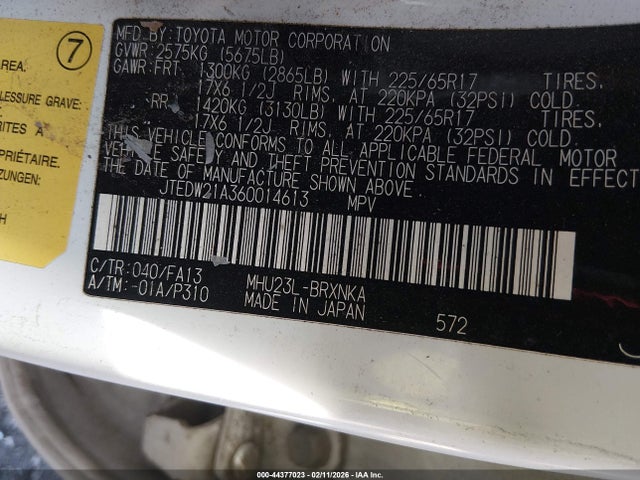 7
AREA.
LESSURE GRAVE:
RITES A
PRIÉTAIRE.
ZUNGEN:
CH
MFD BY: TOYOTA MOTOR CORPORATION
GVWR: 2575KG (5675LB)
GAWR: FRT 1300KG (2865LB) WITH 225/65R17 TIRES,
17X6 1/2J RIMS, AT 220KPA (32PSI) COLD.
RR 1420KG (3130LB) WITH 225/65R17 TIRES,
17X6 1/2J RIMS, AT 220KPA (32PSI) COLD.
THIS VEHICLE CONFORMS TO ALL APPLICABLE FEDERAL MOTOR
VEHICLE SAFETY AND THEFT PREVENTION STANDARDS IN EFFECT
THE DATE OF MANUFACTURE SHOWN ABOVE.
JTEDW21A360014613 MPV
C/TR: 040/FA13 MHU23L-BRXNKA
A/TM: -01A/P310 MADE IN JAPAN
572
000-44377023 - 02/11/2026 - IAA Inc.